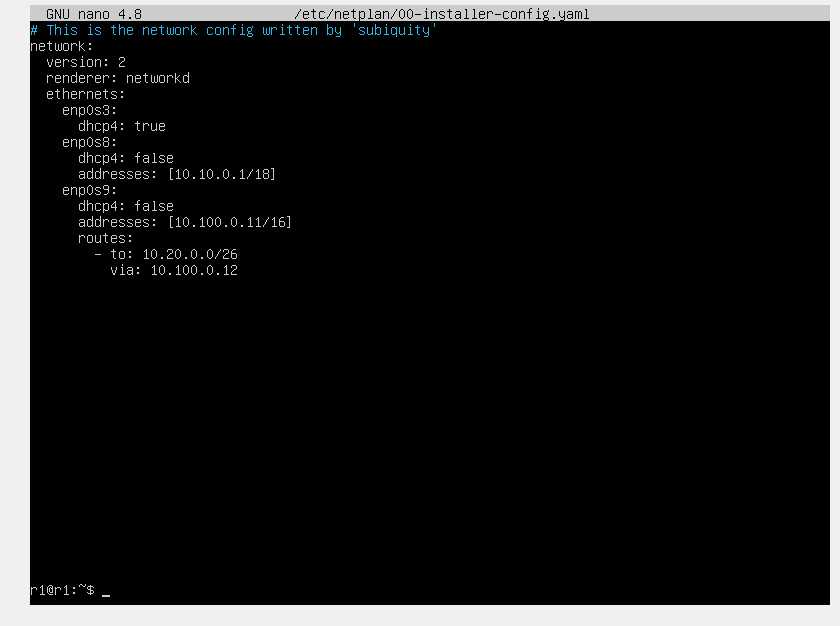 GNU nano 4.8 /etc/netplan/00-installer-config.yaml
# This is the network config written by 'subiquity'
network:
  version: 2
  renderer: networkd
  ethernets:
    enp0s3:
      dhcp4: true
    enp0s8:
      dhcp4: false
      addresses: [10.10.0.1/18]
    enp0s9:
      dhcp4: false
      addresses: [10.100.0.11/16]
      routes:
        - to: 10.20.0.0/26
          via: 10.100.0.12
r1@r1:~$ _